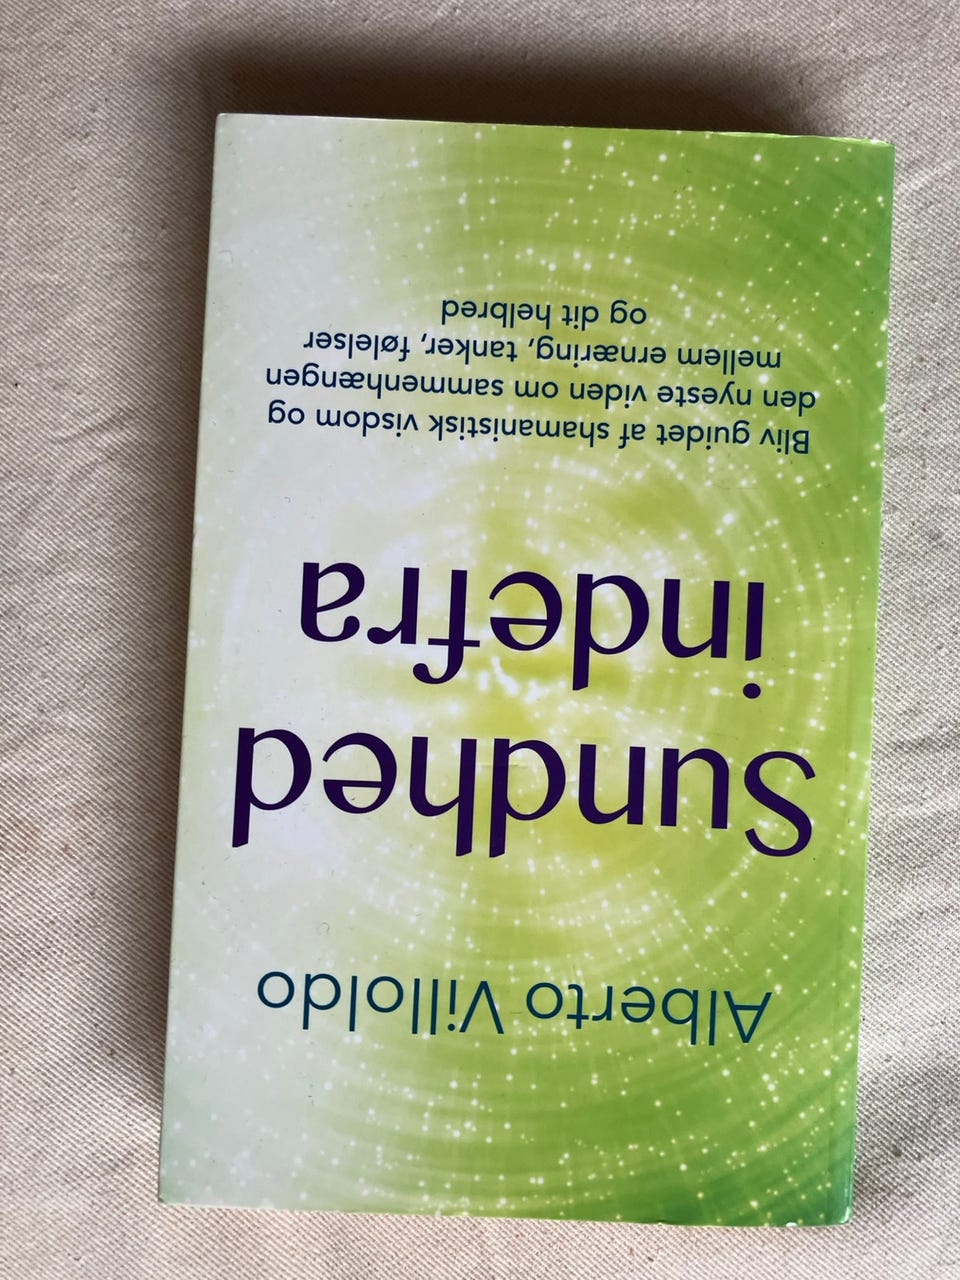 Alberto Villoldo
Sundhed
indefra
Bliv guidet af shamanistisk visdom og
den nyeste viden om sammenhængen
mellem ernæring, tanker, følelser
og dit helbred